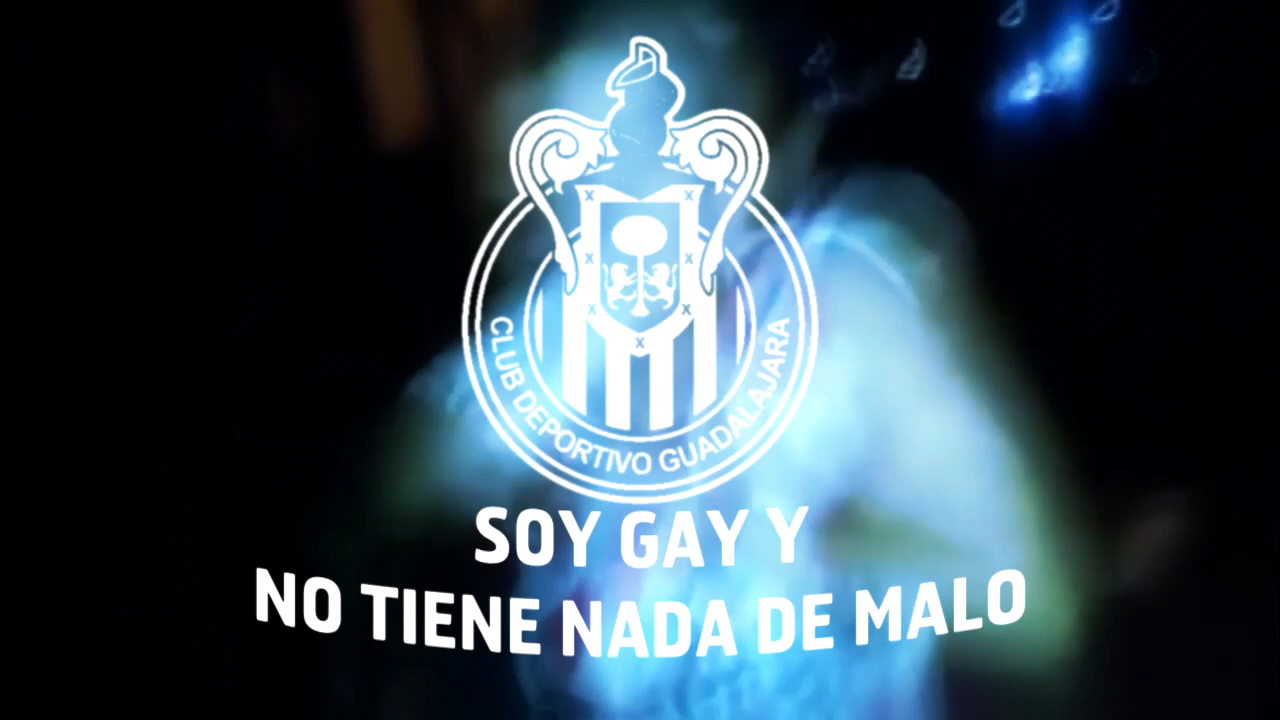 CLUB DEPORTIVO GUADALAJARA
SOY GAY Y
NO TIENE NADA DE MALO